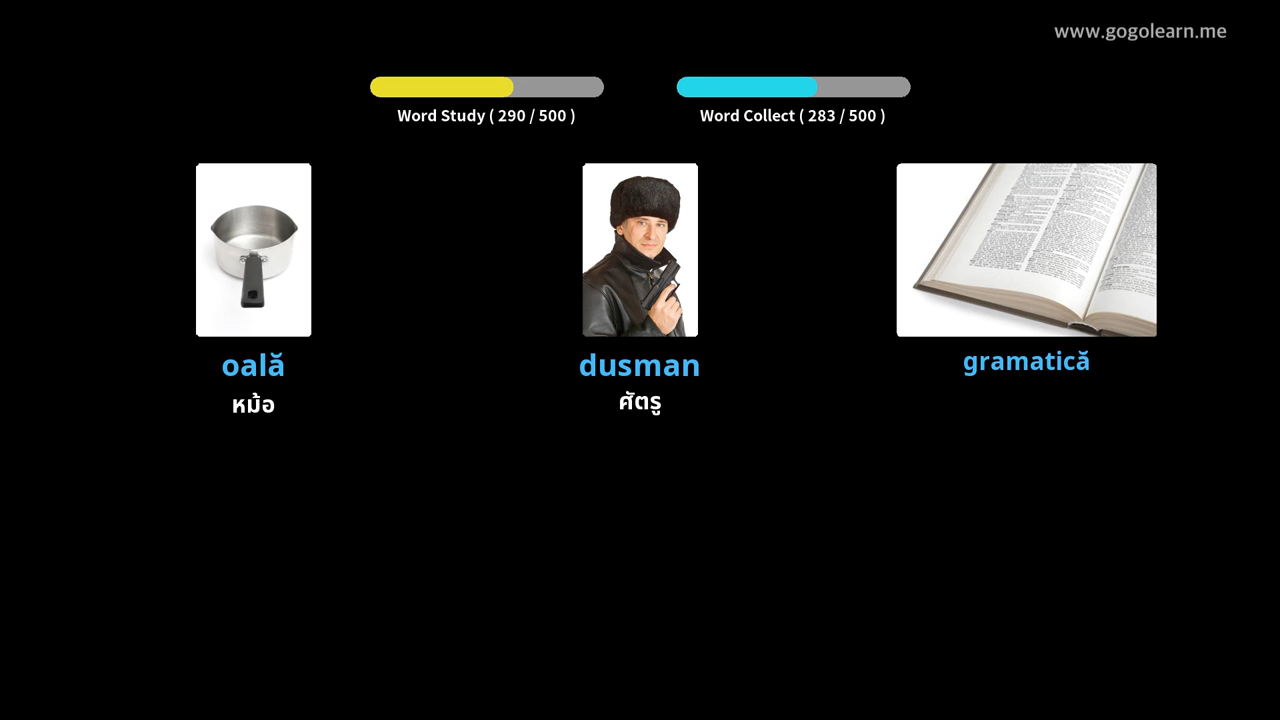 www.gogolearn.me
Word Study ( 290 / 500 )
Word Collect ( 283 / 500 )
oală
หม้อ
dusman
ศัตรู
gramatică